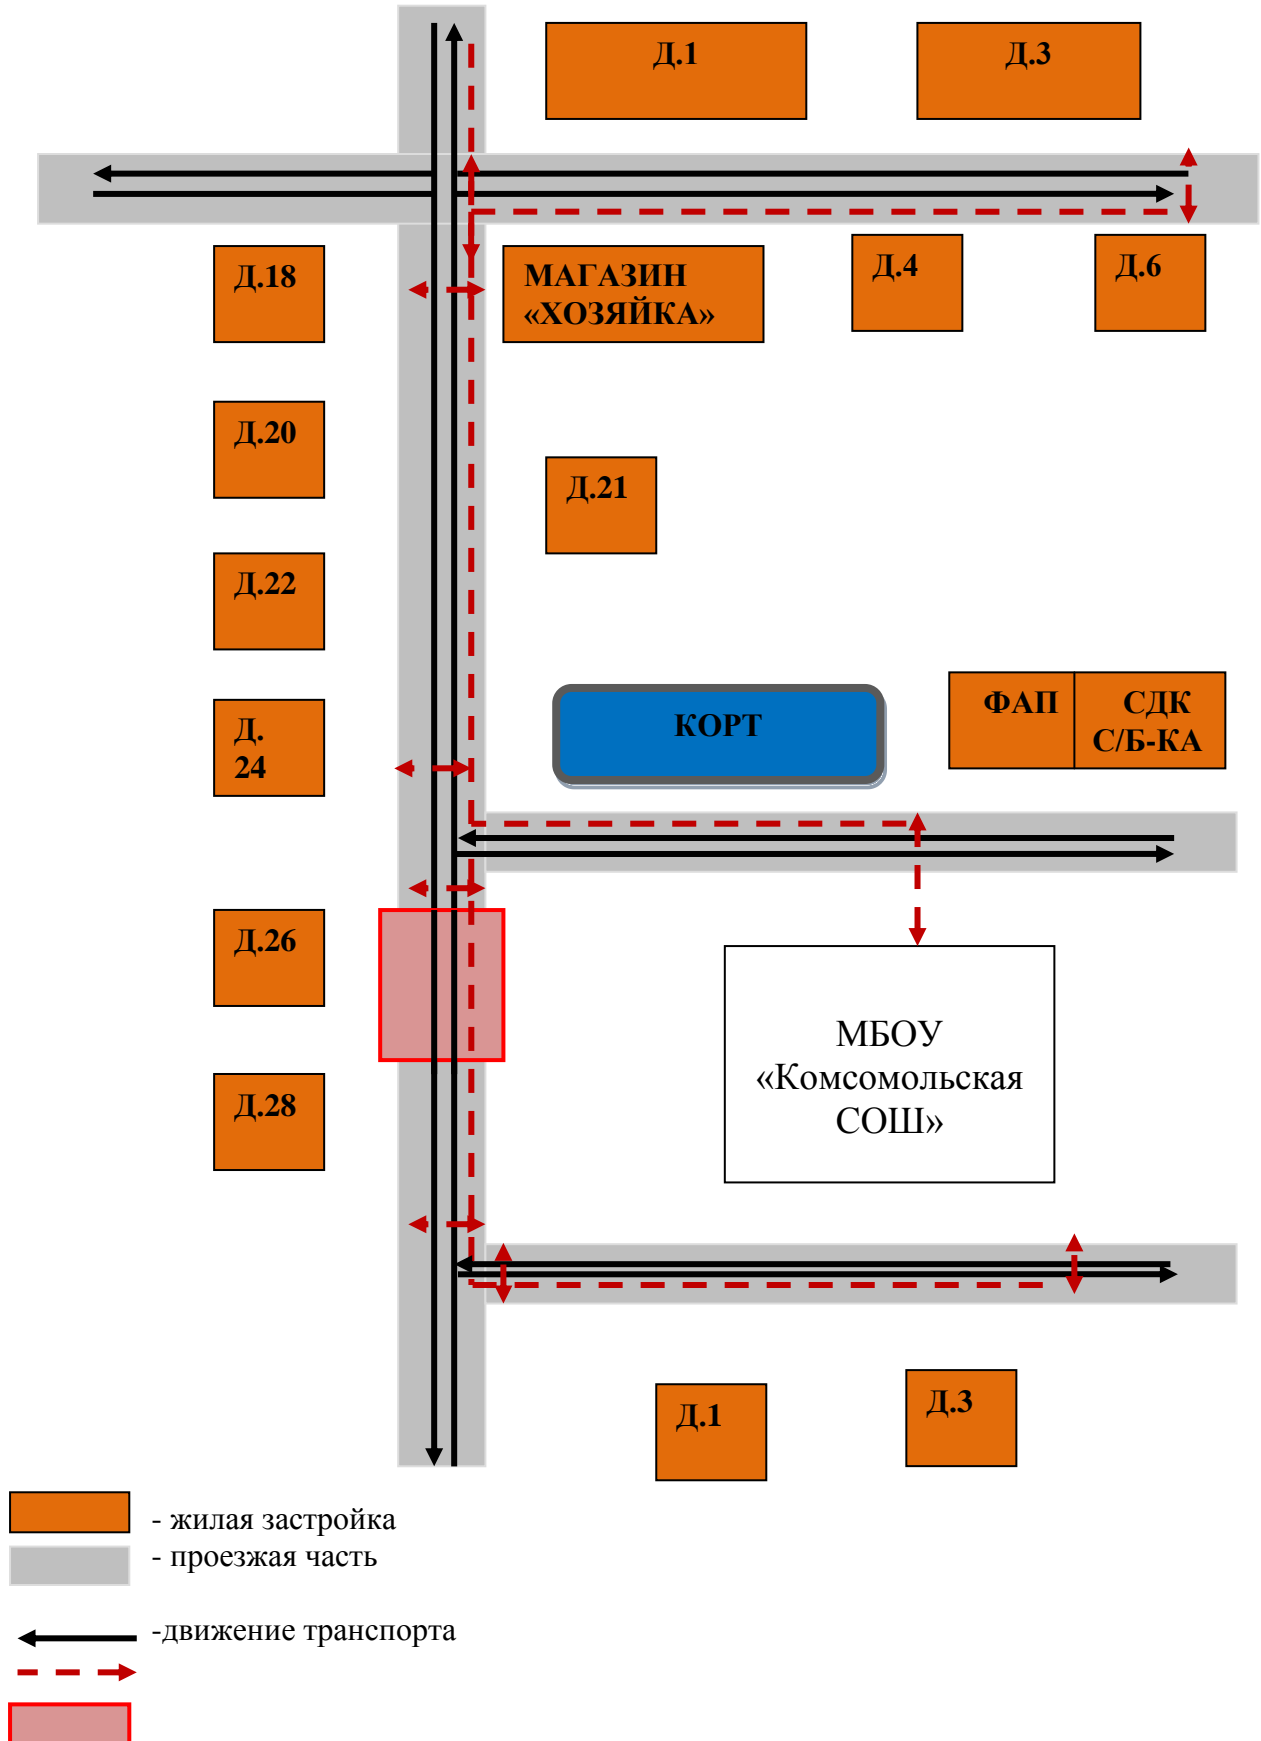 Д.1
Д.3
Д.18
МАГАЗИН
«ХОЗЯЙКА»
Д.4
Д.6
Д.20
Д.21
Д.22
Д.
24
КОРТ
ФАП
СДК
С/Б-КА
Д.26
МБОУ
«Комсомольская
СОШ»
Д.28
Д.1
Д.3
- жилая застройка
- проезжая часть
-движение транспорта